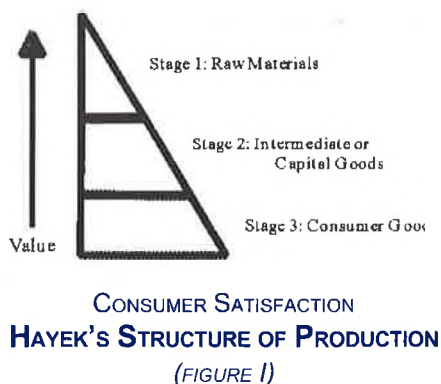 Stage 1: Raw Materials
Stage 2: Intermediate or
Capital Goods
Stage 3: Consumer Good
Value
CONSUMER SATISFACTION
HAYEK'S STRUCTURE OF PRODUCTION
(FIGURE I)